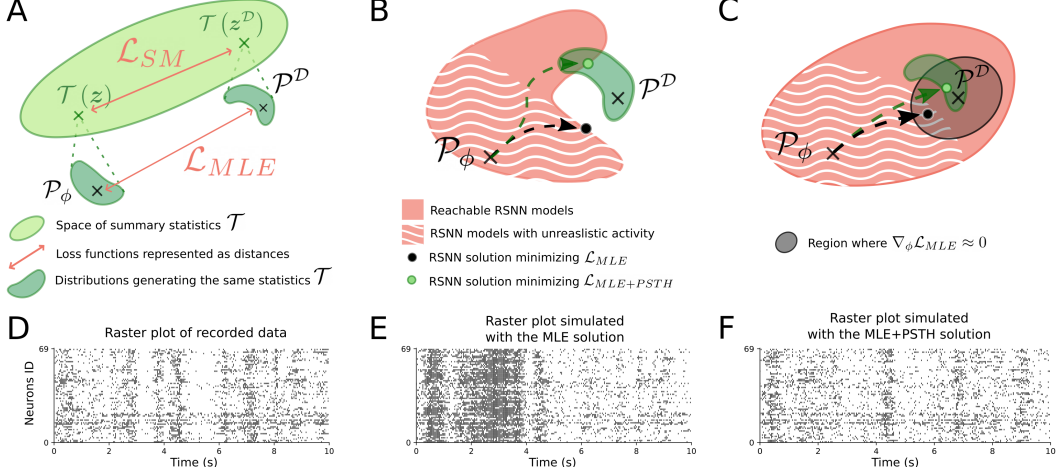 A
𝒯(z^𝒟)
ℒ_SM
𝒯(z)
𝒫^𝒟
ℒ_MLE
𝒫_ϕ
Space of summary statistics 𝒯
Loss functions represented as distances
Distributions generating the same statistics 𝒯
B
𝒫^𝒟
𝒫_ϕ
Reachable RSNN models
RSNN models with unrealistic activity
RSNN solution minimizing ℒ_MLE
RSNN solution minimizing ℒ_MLE+PSTH
C
𝒫^𝒟
𝒫_ϕ
Region where ∇_ϕ ℒ_MLE ≈ 0
D
Raster plot of recorded data
69
Neurons ID
0
0 2 4 6 8 10
Time (s)
E
Raster plot simulated
with the MLE solution
69
0
0 2 4 6 8 10
Time (s)
F
Raster plot simulated
with the MLE+PSTH solution
69
0
0 2 4 6 8 10
Time (s)